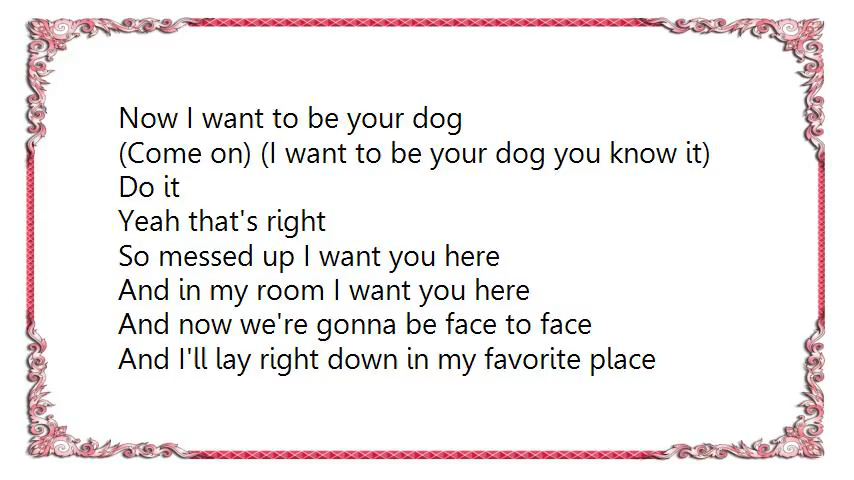 Now I want to be your dog
(Come on) (I want to be your dog you know it)
Do it
Yeah that's right
So messed up I want you here
And in my room I want you here
And now we're gonna be face to face
And I'll lay right down in my favorite place